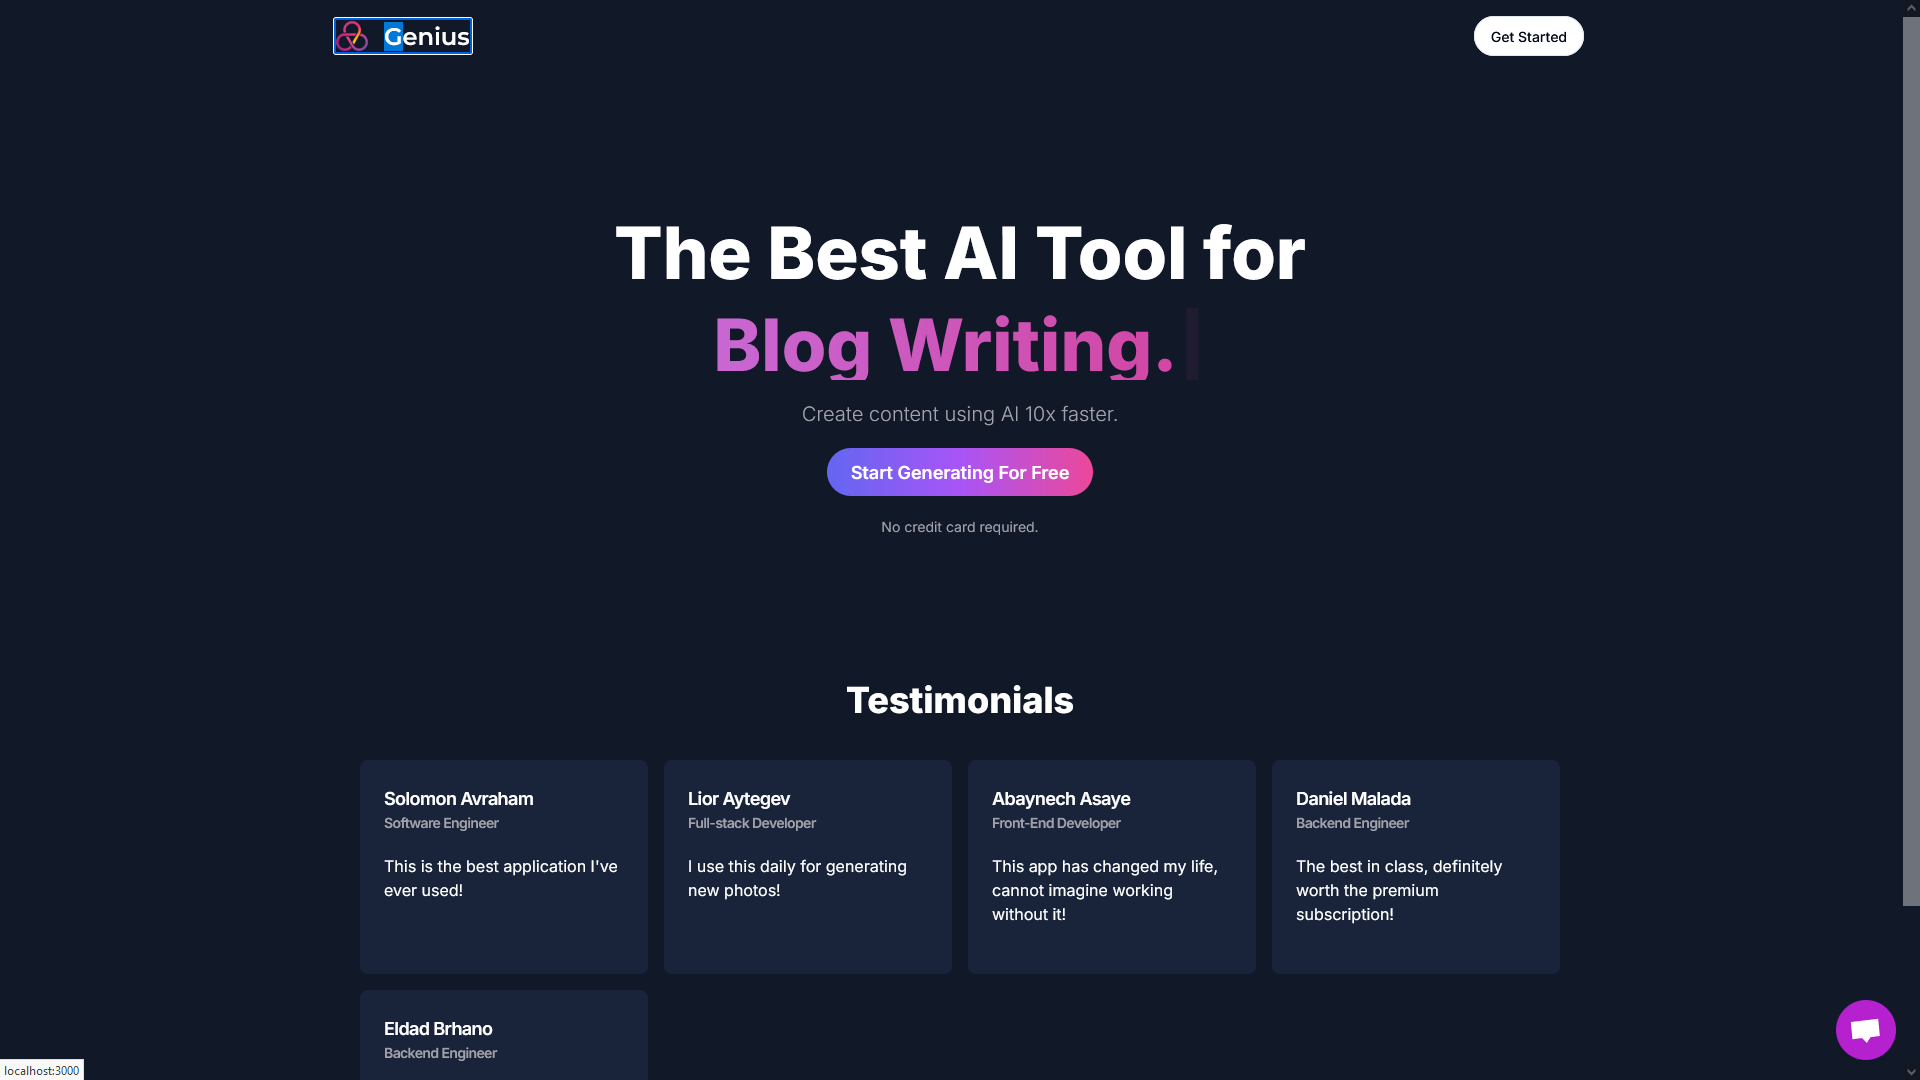 Genius
Get Started
The Best AI Tool for
Blog Writing.
Create content using AI 10x faster.
Start Generating For Free
No credit card required.
Testimonials
Solomon Avraham
Software Engineer
This is the best application I've
ever used!
Lior Aytegev
Full-stack Developer
I use this daily for generating
new photos!
Abaynech Asaye
Front-End Developer
This app has changed my life,
cannot imagine working
without it!
Daniel Malada
Backend Engineer
The best in class, definitely
worth the premium
subscription!
Eldad Brhano
Backend Engineer
localhost:3000